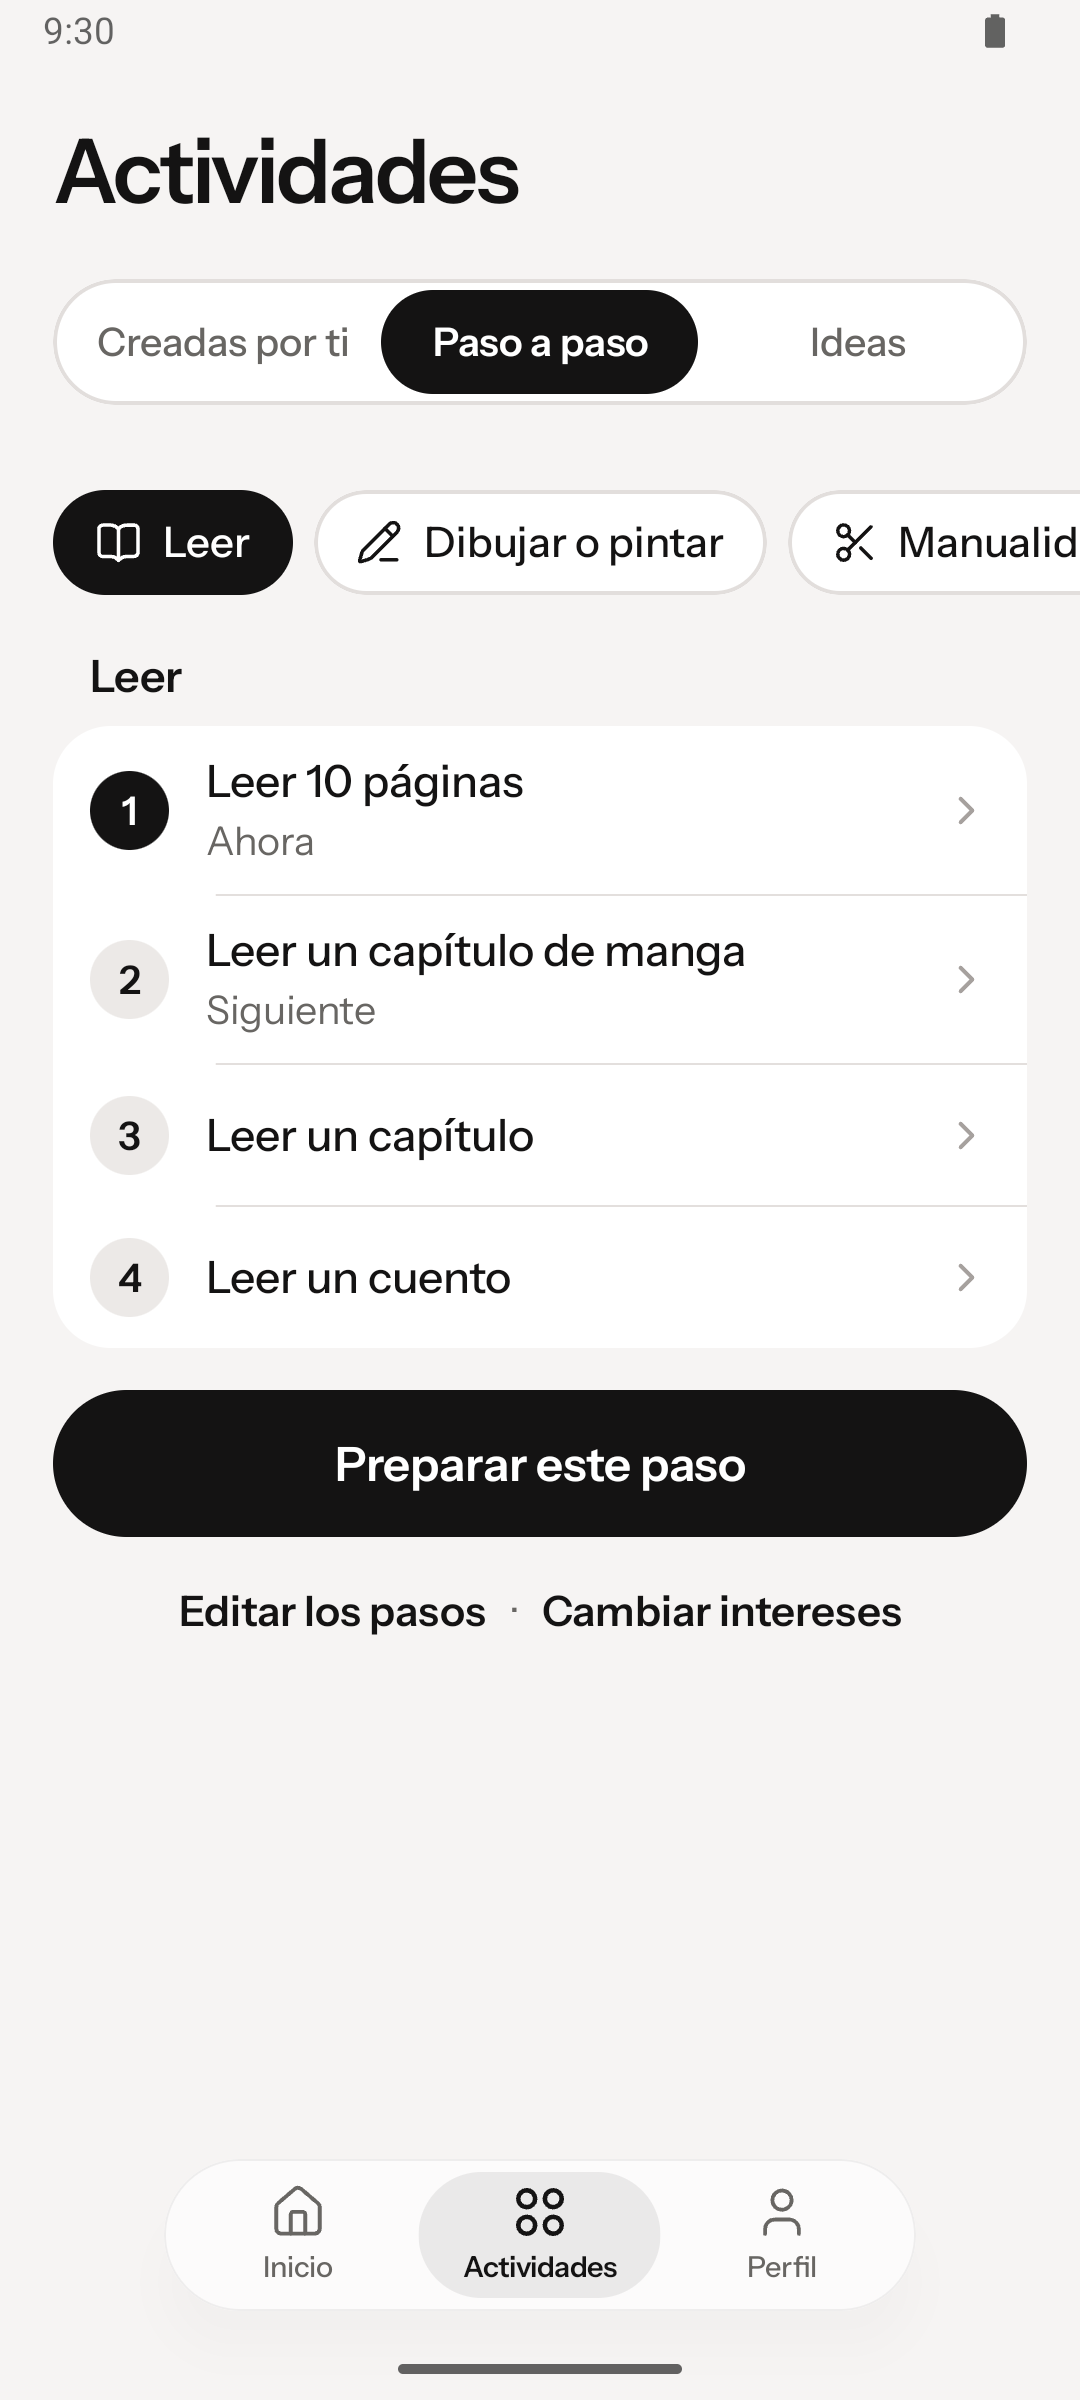 9:30
Actividades
Creadas por ti
Paso a paso
Ideas
Leer
Dibujar o pintar
Manualid
Leer
1
Leer 10 páginas
Ahora
2
Leer un capítulo de manga
Siguiente
3
Leer un capítulo
4
Leer un cuento
Preparar este paso
Editar los pasos · Cambiar intereses
Inicio
Actividades
Perfil